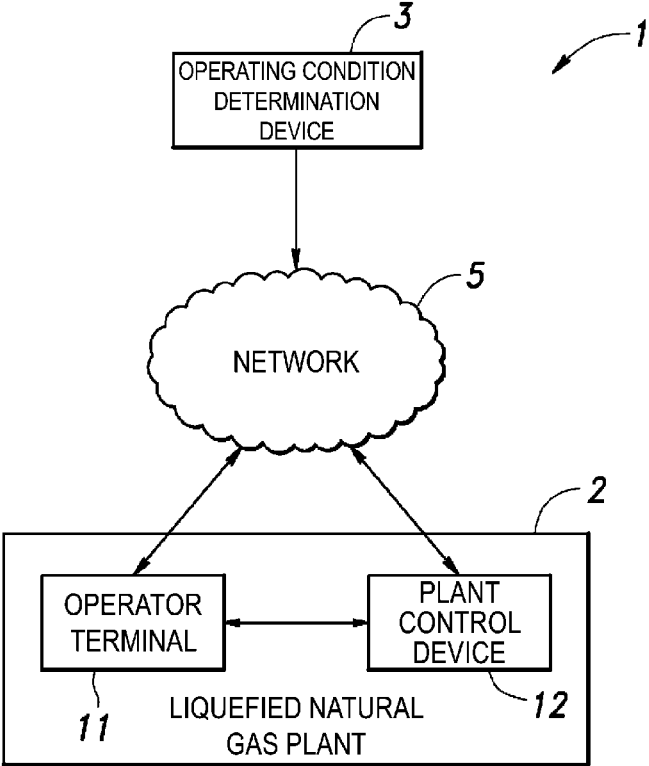 3
1
OPERATING CONDITION
DETERMINATION
DEVICE
5
NETWORK
2
OPERATOR
TERMINAL
PLANT
CONTROL
DEVICE
11
12
LIQUEFIED NATURAL
GAS PLANT